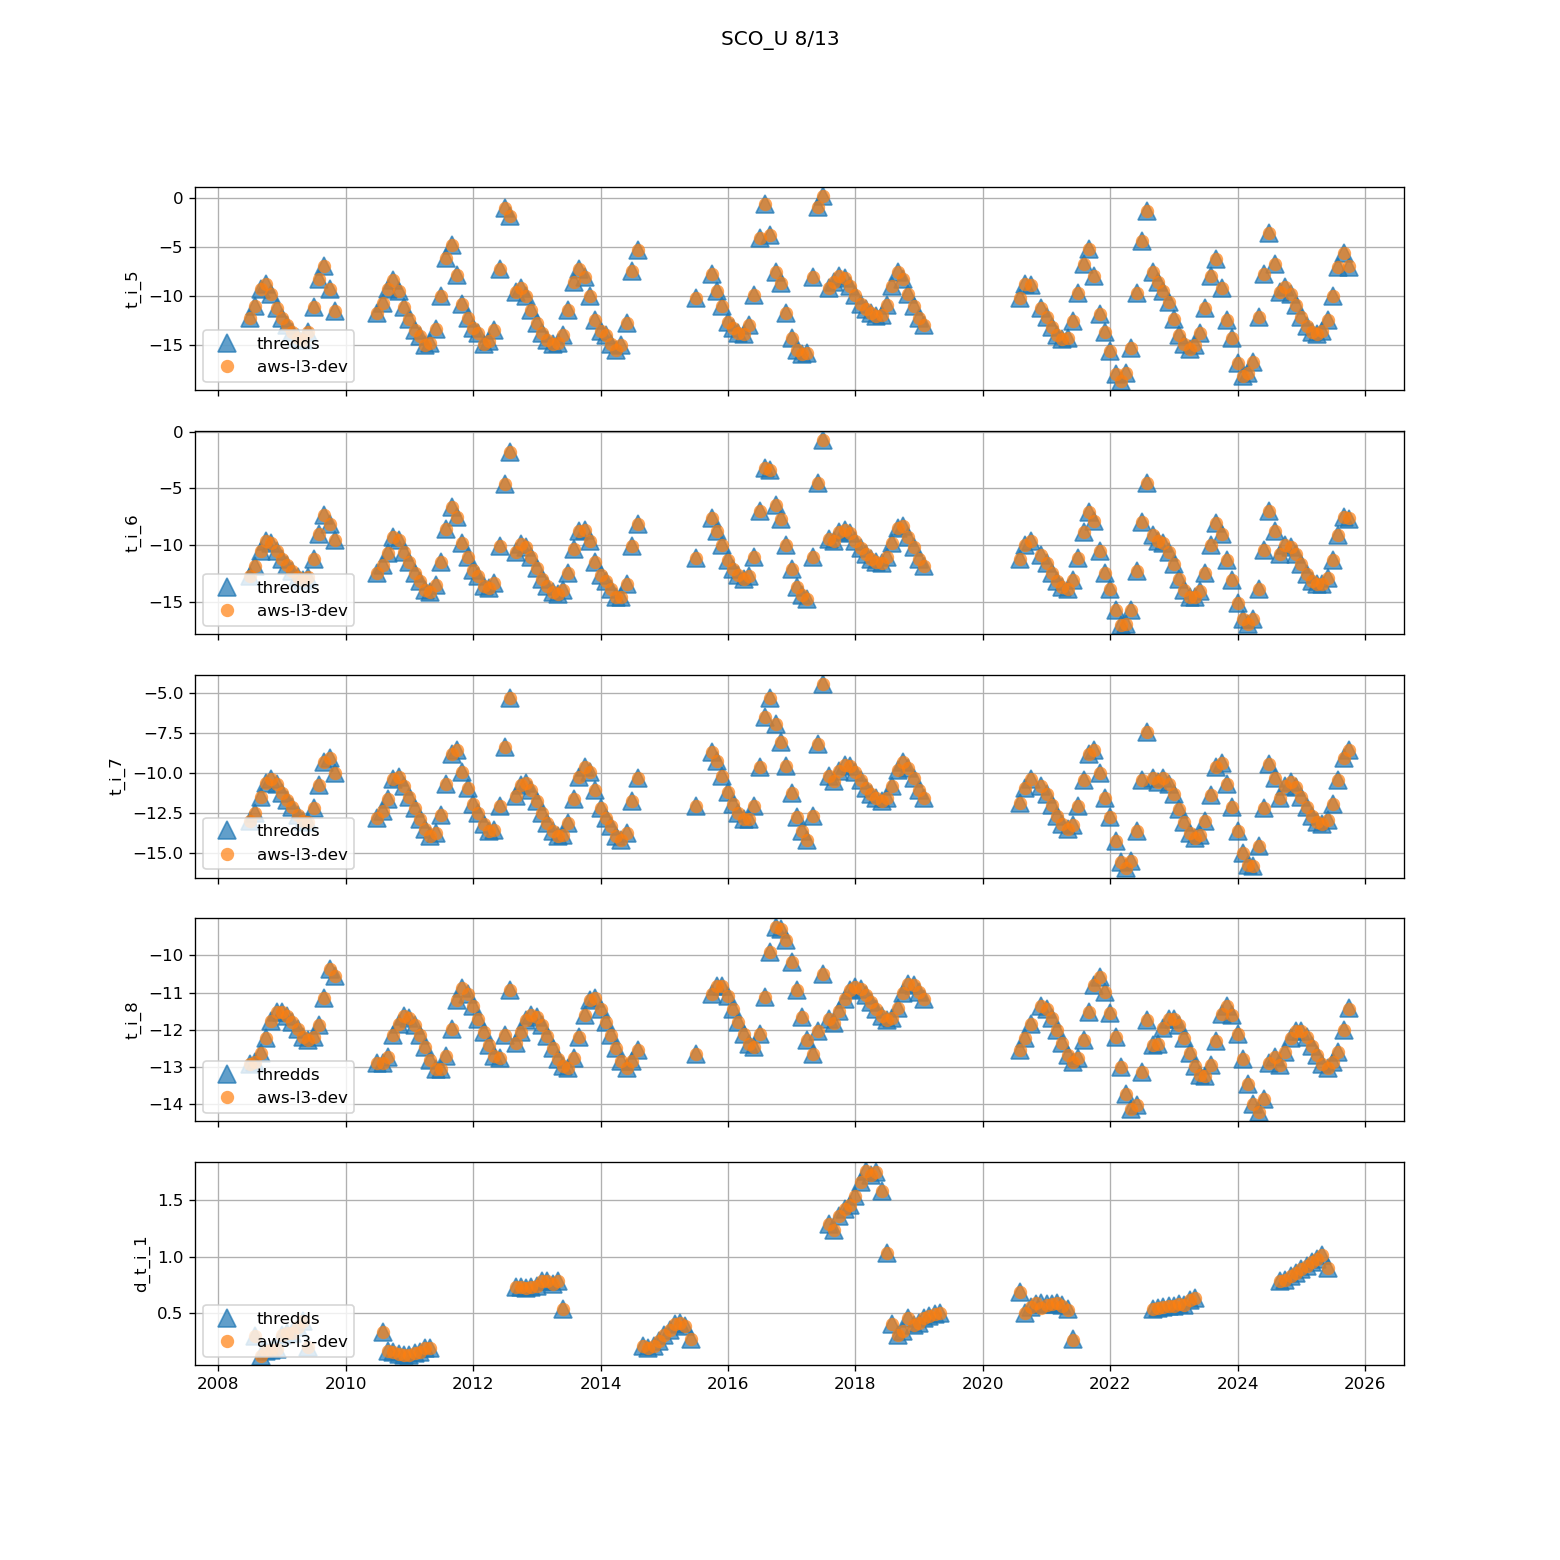 SCO_U 8/13
0
−5
−10
−15
t_i_5
thredds
aws-l3-dev
0
−5
−10
−15
t_i_6
thredds
aws-l3-dev
−5.0
−7.5
−10.0
−12.5
−15.0
t_i_7
thredds
aws-l3-dev
−10
−11
−12
−13
−14
t_i_8
thredds
aws-l3-dev
1.5
1.0
0.5
d_t_i_1
thredds
aws-l3-dev
2008 2010 2012 2014 2016 2018 2020 2022 2024 2026